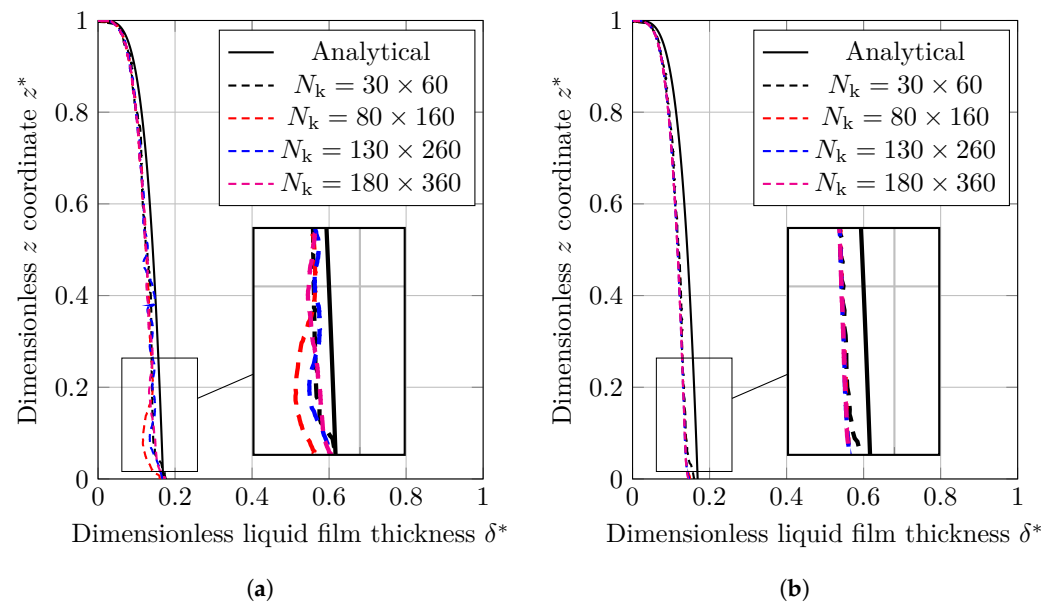 1
0.8
0.6
0.4
0.2
0
0
0.2
0.4
0.6
0.8
1
Dimensionless z coordinate z*
Dimensionless liquid film thickness δ*
Analytical
N_k = 30 × 60
N_k = 80 × 160
N_k = 130 × 260
N_k = 180 × 360
(a)
1
0.8
0.6
0.4
0.2
0
0
0.2
0.4
0.6
0.8
1
Dimensionless z coordinate z*
Dimensionless liquid film thickness δ*
Analytical
N_k = 30 × 60
N_k = 80 × 160
N_k = 130 × 260
N_k = 180 × 360
(b)